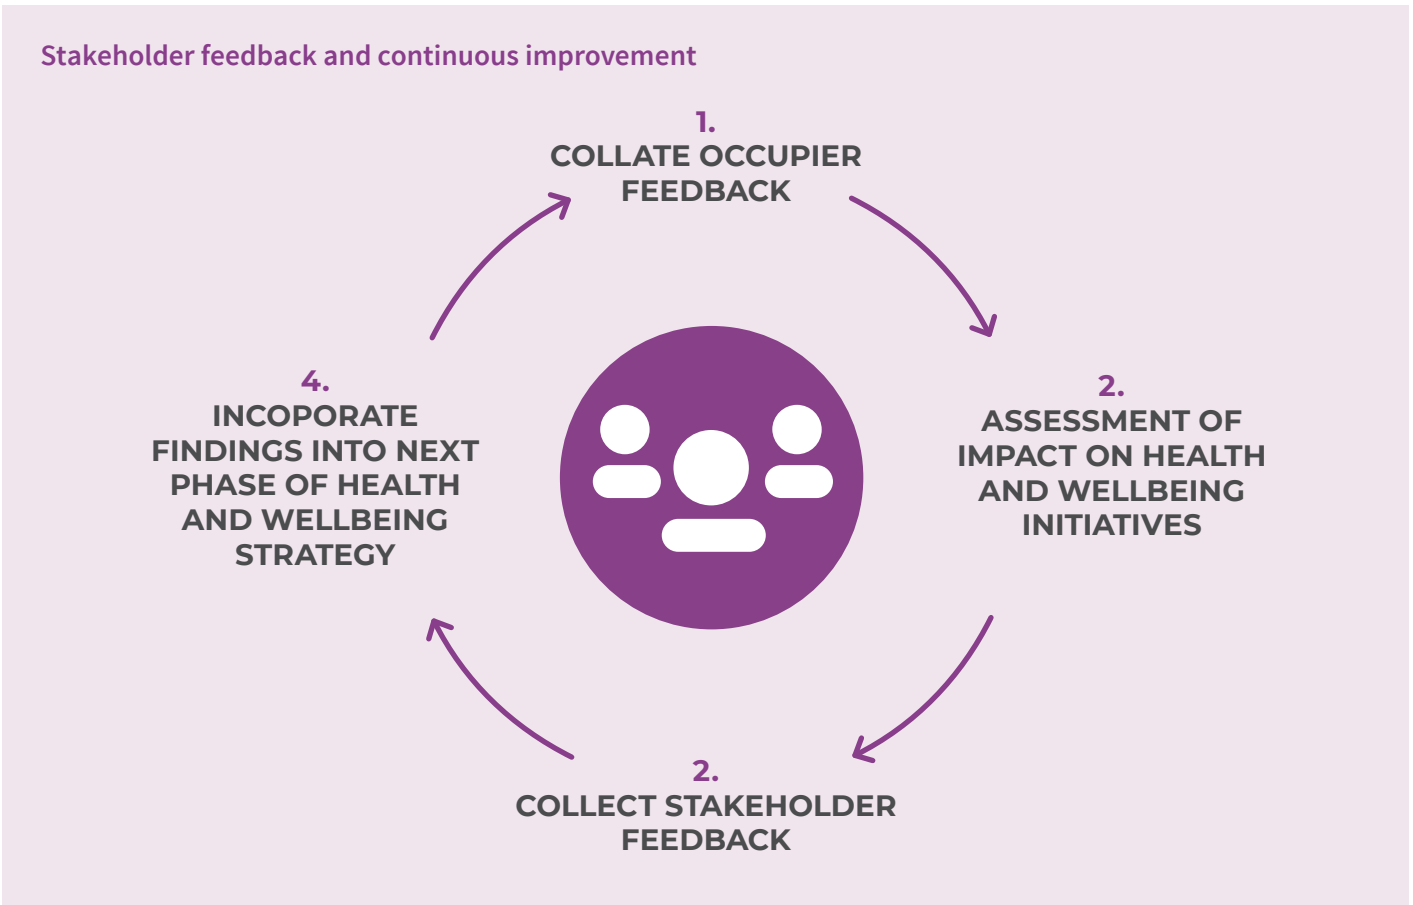 Stakeholder feedback and continuous improvement
1.
COLLATE OCCUPIER
FEEDBACK
2.
ASSESSMENT OF
IMPACT ON HEALTH
AND WELLBEING
INITIATIVES
2.
COLLECT STAKEHOLDER
FEEDBACK
4.
INCOPORATE
FINDINGS INTO NEXT
PHASE OF HEALTH
AND WELLBEING
STRATEGY